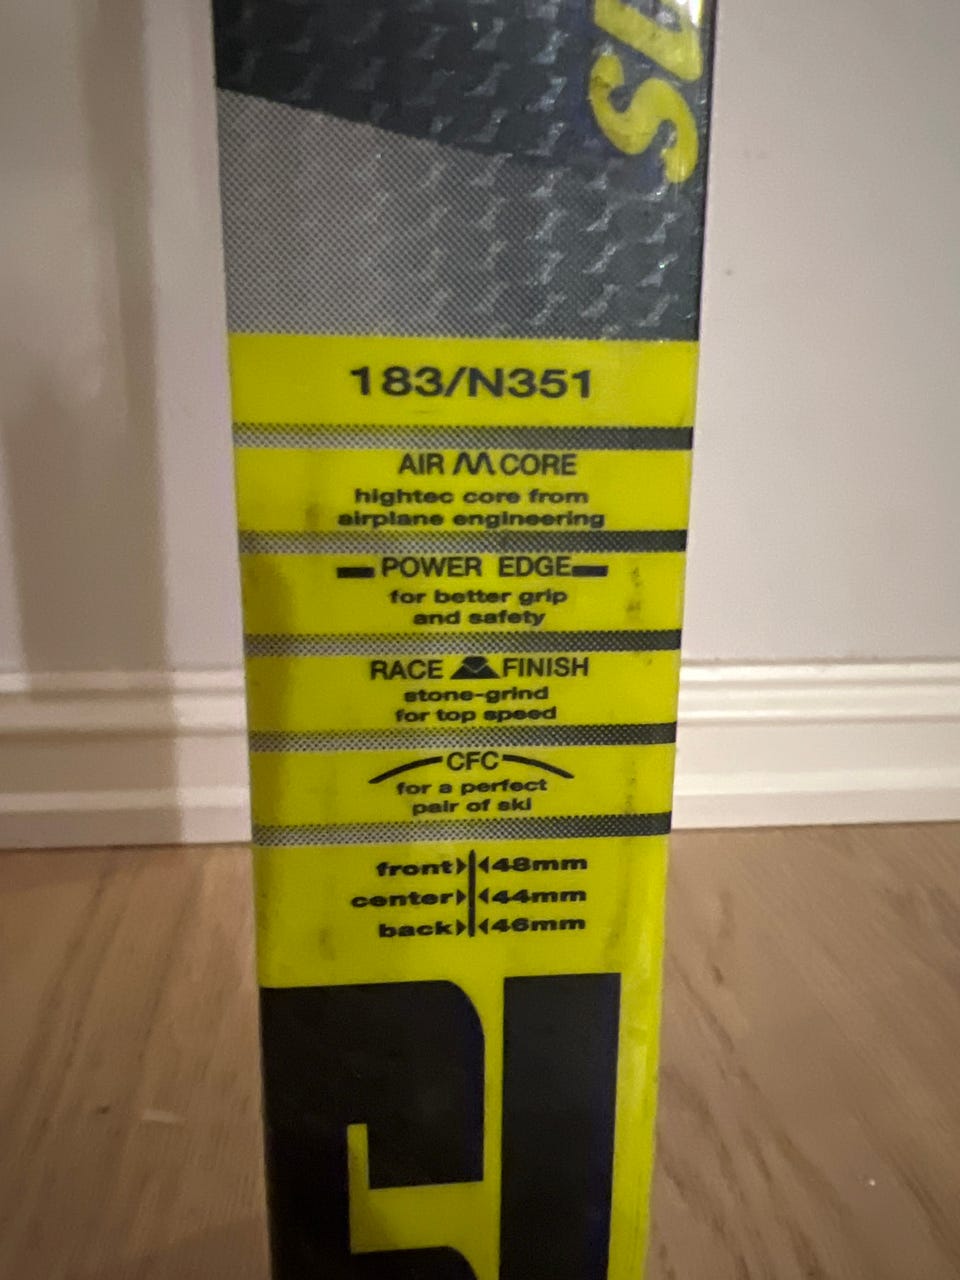 183/N351
AIR CORE
hightec core from
airplane engineering
POWER EDGE
for better grip
and safety
RACE FINISH
stone-grind
for top speed
CFC
for a perfect
pair of ski
front 48mm
center 44mm
back 46mm